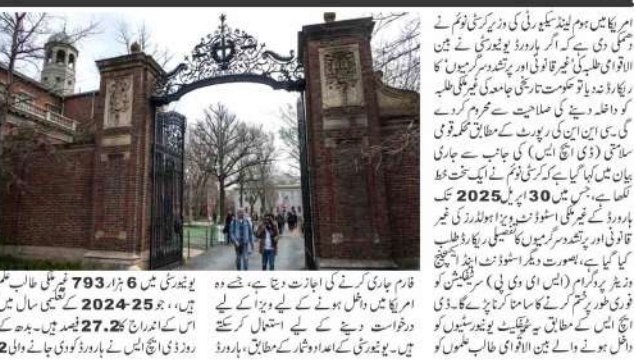 امریکا میں ہوم لینڈ سیکیورٹی کی وزیر کرسٹی نوئم نے
دھمکی دی ہے کہ اگر ہارورڈ یونیورسٹی نے بین
الاقوامی طلبہ کی ’غیر قانونی اور پرتشدد سرگرمیوں‘ کا
ریکارڈ نہ دیا تو حکومت تاریخی جامعہ کی غیر ملکی طلبہ
کو داخلہ دینے کی صلاحیت سے محروم کردے
گی۔ سی این این کی رپورٹ کے مطابق محکمہ قومی
سلامتی (ڈی ایچ ایس) کی جانب سے جاری
بیان میں کہا گیا ہے کہ کرسٹی نوئم نے ایک سخت خط
لکھا ہے، جس میں 30 اپریل 2025 تک
ہارورڈ کے غیر ملکی اسٹوڈنٹ ویزا ہولڈرز کی غیر
قانونی اور پرتشدد سرگرمیوں کا تفصیلی ریکارڈ طلب
کیا گیا ہے، بصورت دیگر اسٹوڈنٹ اینڈ ایکسچینج
وزیٹر پروگرام (ایس ای وی پی) سرٹیفکیشن کو
فوری طور پر ختم کرنے کا سامنا کرنا پڑے گا۔ ڈی
ایچ ایس کے مطابق یہ سرٹیفکیٹ یونیورسٹیوں کو
داخل ہونے والے بین الاقوامی طالب علموں کو
فارم جاری کرنے کی اجازت دیتا ہے، جسے وہ
امریکا میں داخل ہونے کے لیے ویزا کے لیے
درخواست دینے کے لیے استعمال کرسکتے
ہیں۔ یونیورسٹی کے اعداد و شمار کے مطابق، ہارورڈ
یونیورسٹی میں 6 ہزار 793 غیر ملکی طالب علم
ہیں،، جو 25-2024 کے تعلیمی سال میں
اس کے اندراج کا 27.2 فیصد ہیں۔ بدھ کے
روز ڈی ایچ ایس نے ہارورڈ کو دی جانے والی 2